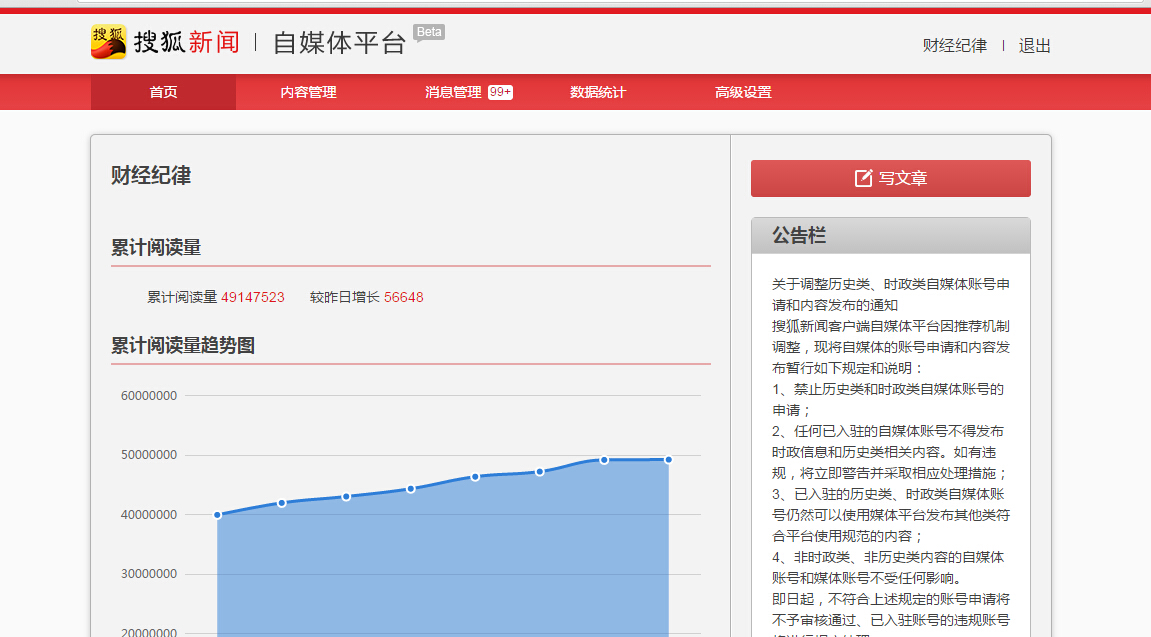 搜狐
搜狐新闻 | 自媒体平台 Beta
财经纪律 | 退出
首页 内容管理 消息管理 99+ 数据统计 高级设置
财经纪律
累计阅读量
累计阅读量 49147523 较昨日增长 56648
累计阅读量趋势图
60000000
50000000
40000000
30000000
20000000
写文章
公告栏
关于调整历史类、时政类自媒体账号申
请和内容发布的通知
搜狐新闻客户端自媒体平台因推荐机制
调整，现将自媒体的账号申请和内容发
布暂行如下规定和说明：
1、禁止历史类和时政类自媒体账号的
申请；
2、任何已入驻的自媒体账号不得发布
时政信息和历史类相关内容。如有违
规，将立即警告并采取相应处理措施；
3、已入驻的历史类、时政类自媒体账
号仍然可以使用媒体平台发布其他类符
合平台使用规范的内容；
4、非时政类、非历史类内容的自媒体
账号和媒体账号不受任何影响。
即日起，不符合上述规定的账号申请将
不予审核通过、已入驻账号的违规账号